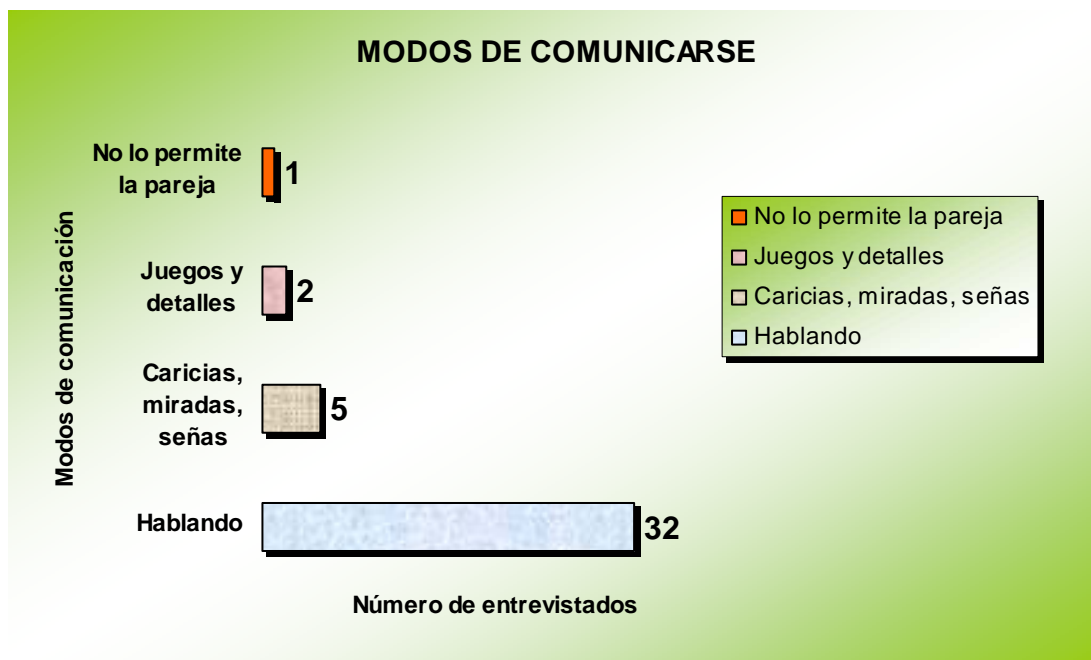 MODOS DE COMUNICARSE
No lo permite
la pareja
1
Juegos y
detalles
2
Caricias,
miradas,
señas
5
Hablando
32
Modos de comunicación
Número de entrevistados
No lo permite la pareja
Juegos y detalles
Caricias, miradas, señas
Hablando